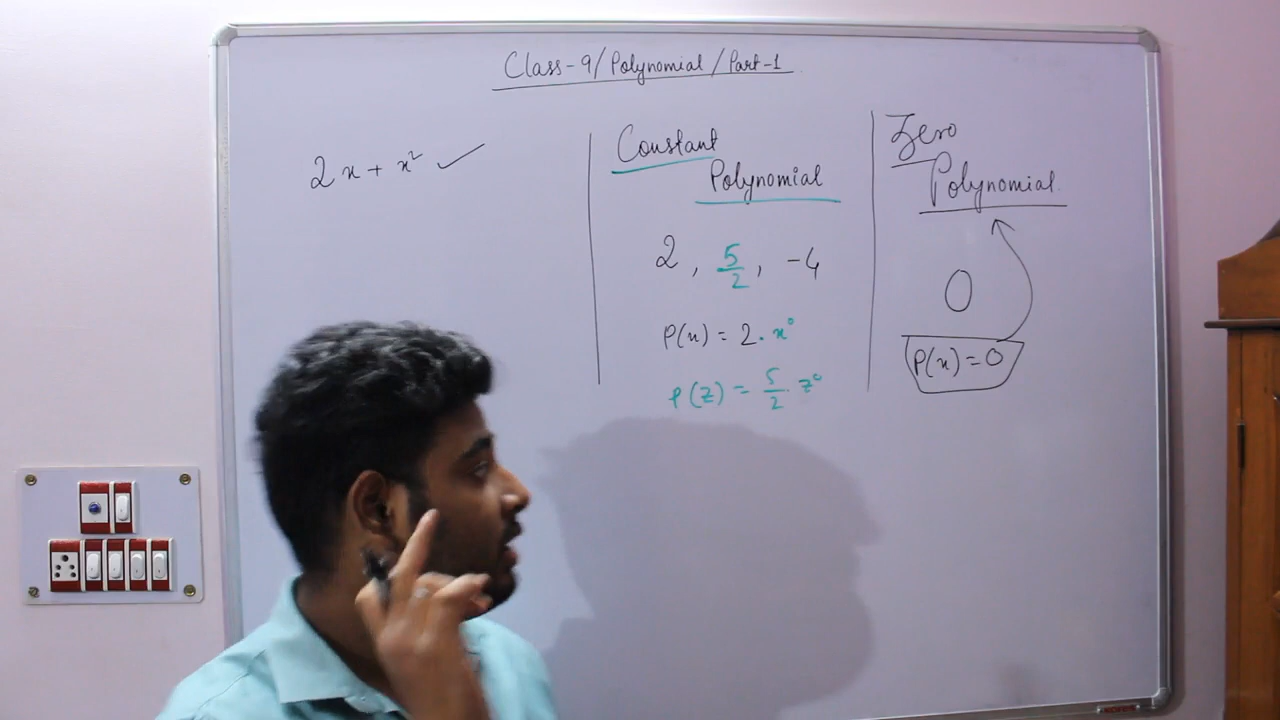 Class-9/Polynomial/Part-1
2x + x² ✓
Constant
Polynomial
2, 5/2, -4
P(x) = 2 . x⁰
P(z) = 5/2 . z⁰
Zero
Polynomial
0
P(x) = 0